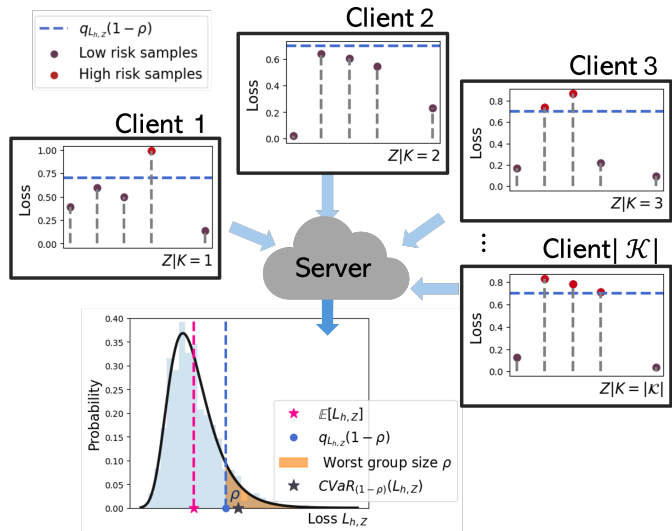 q_{L_{h,Z}}(1−ρ)
Low risk samples
High risk samples
Client 1
Loss
1.00
0.75
0.50
0.25
0.00
Z|K = 1
Client 2
Loss
0.6
0.4
0.2
0.0
Z|K = 2
Client 3
Loss
0.8
0.6
0.4
0.2
0.0
Z|K = 3
⋮
Client|𝒦|
Loss
0.8
0.6
0.4
0.2
0.0
Z|K = |𝒦|
Server
Probability
0.40
0.35
0.30
0.25
0.20
0.15
0.10
0.05
0.00
ρ
𝔼[L_{h,Z}]
q_{L_{h,Z}}(1−ρ)
Worst group size ρ
CVaR_{(1−ρ)}(L_{h,Z})
Loss L_{h,Z}